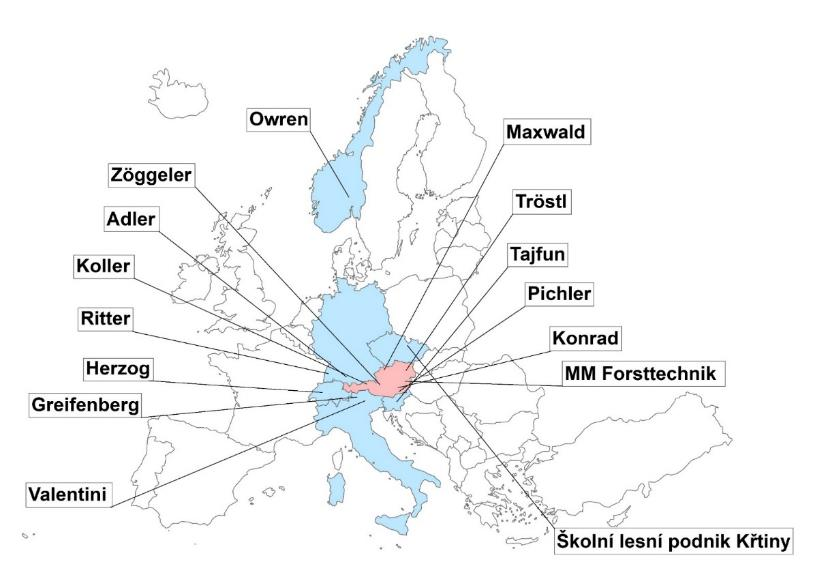 Owren
Maxwald
Zöggeler
Tröstl
Adler
Tajfun
Koller
Pichler
Ritter
Konrad
Herzog
MM Forsttechnik
Greifenberg
Valentini
Školní lesní podnik Křtiny